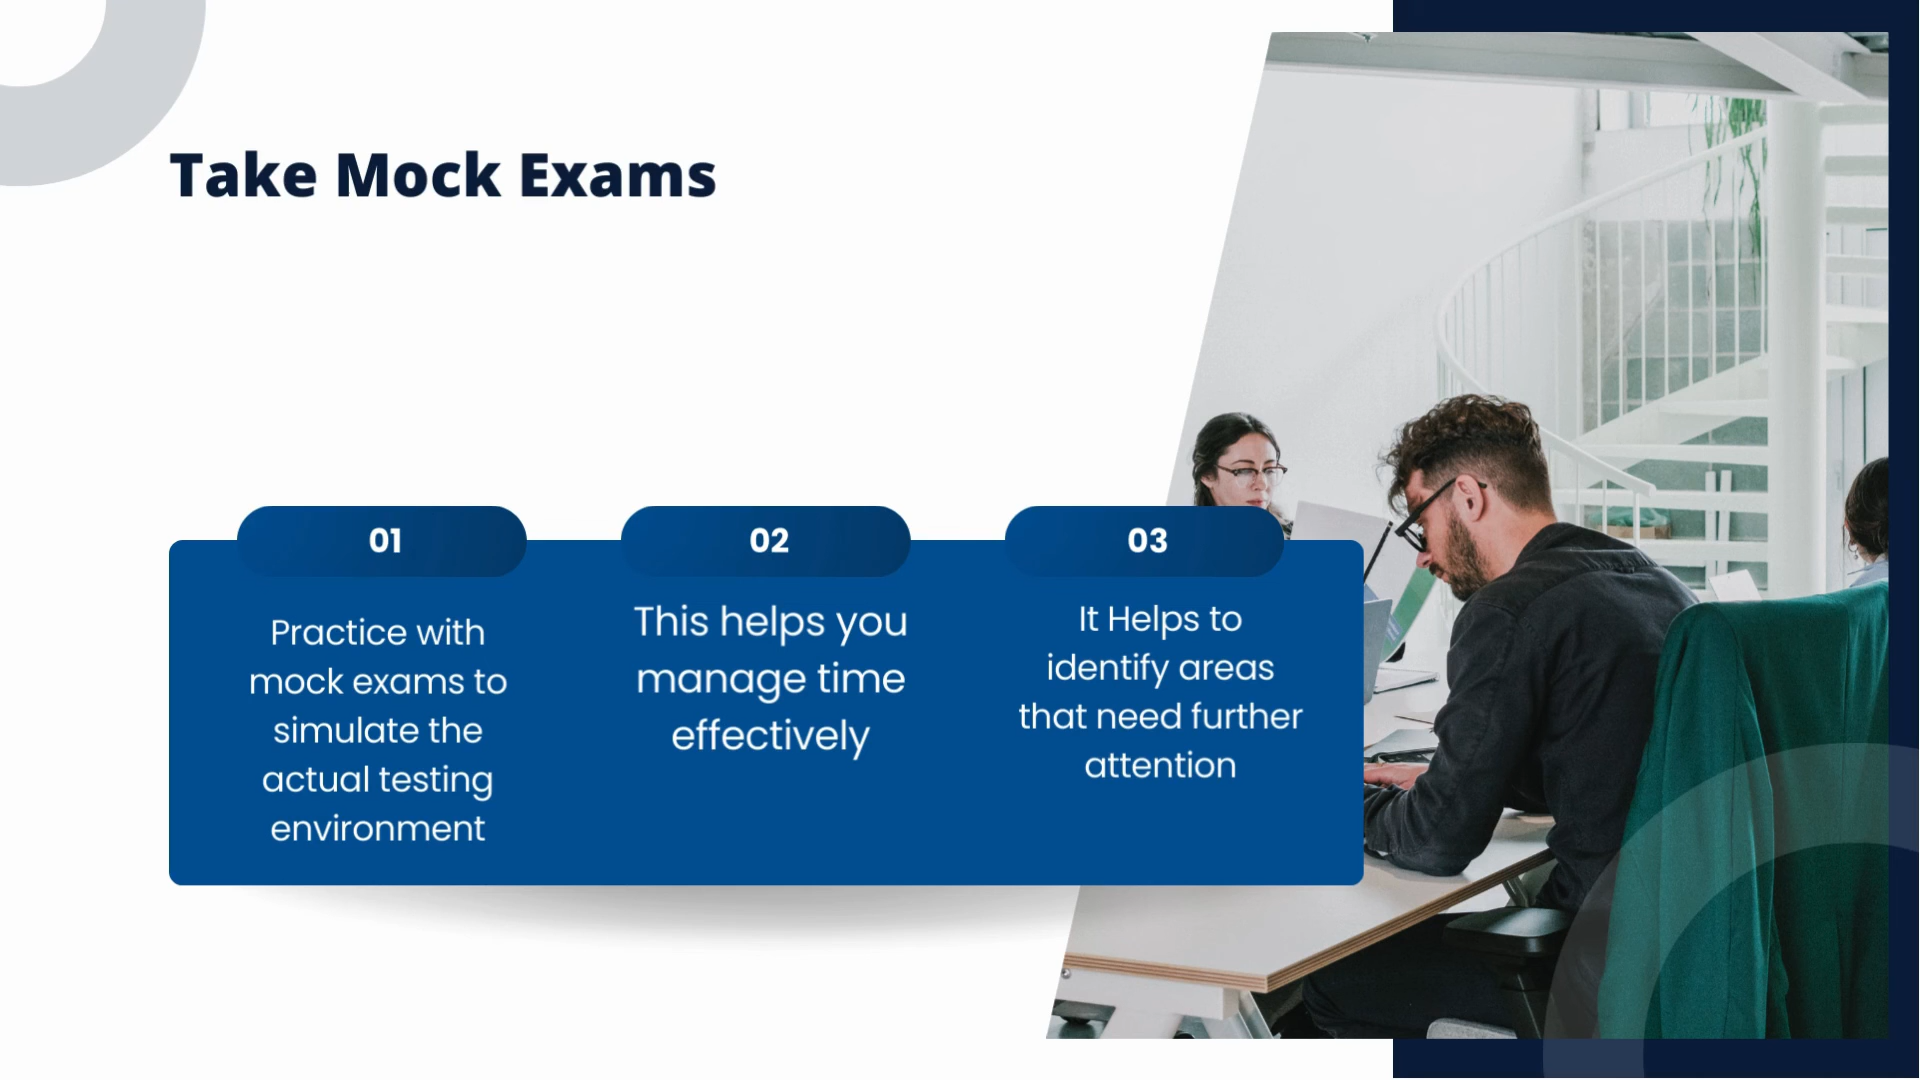 Take Mock Exams
01
Practice with
mock exams to
simulate the
actual testing
environment
02
This helps you
manage time
effectively
03
It Helps to
identify areas
that need further
attention